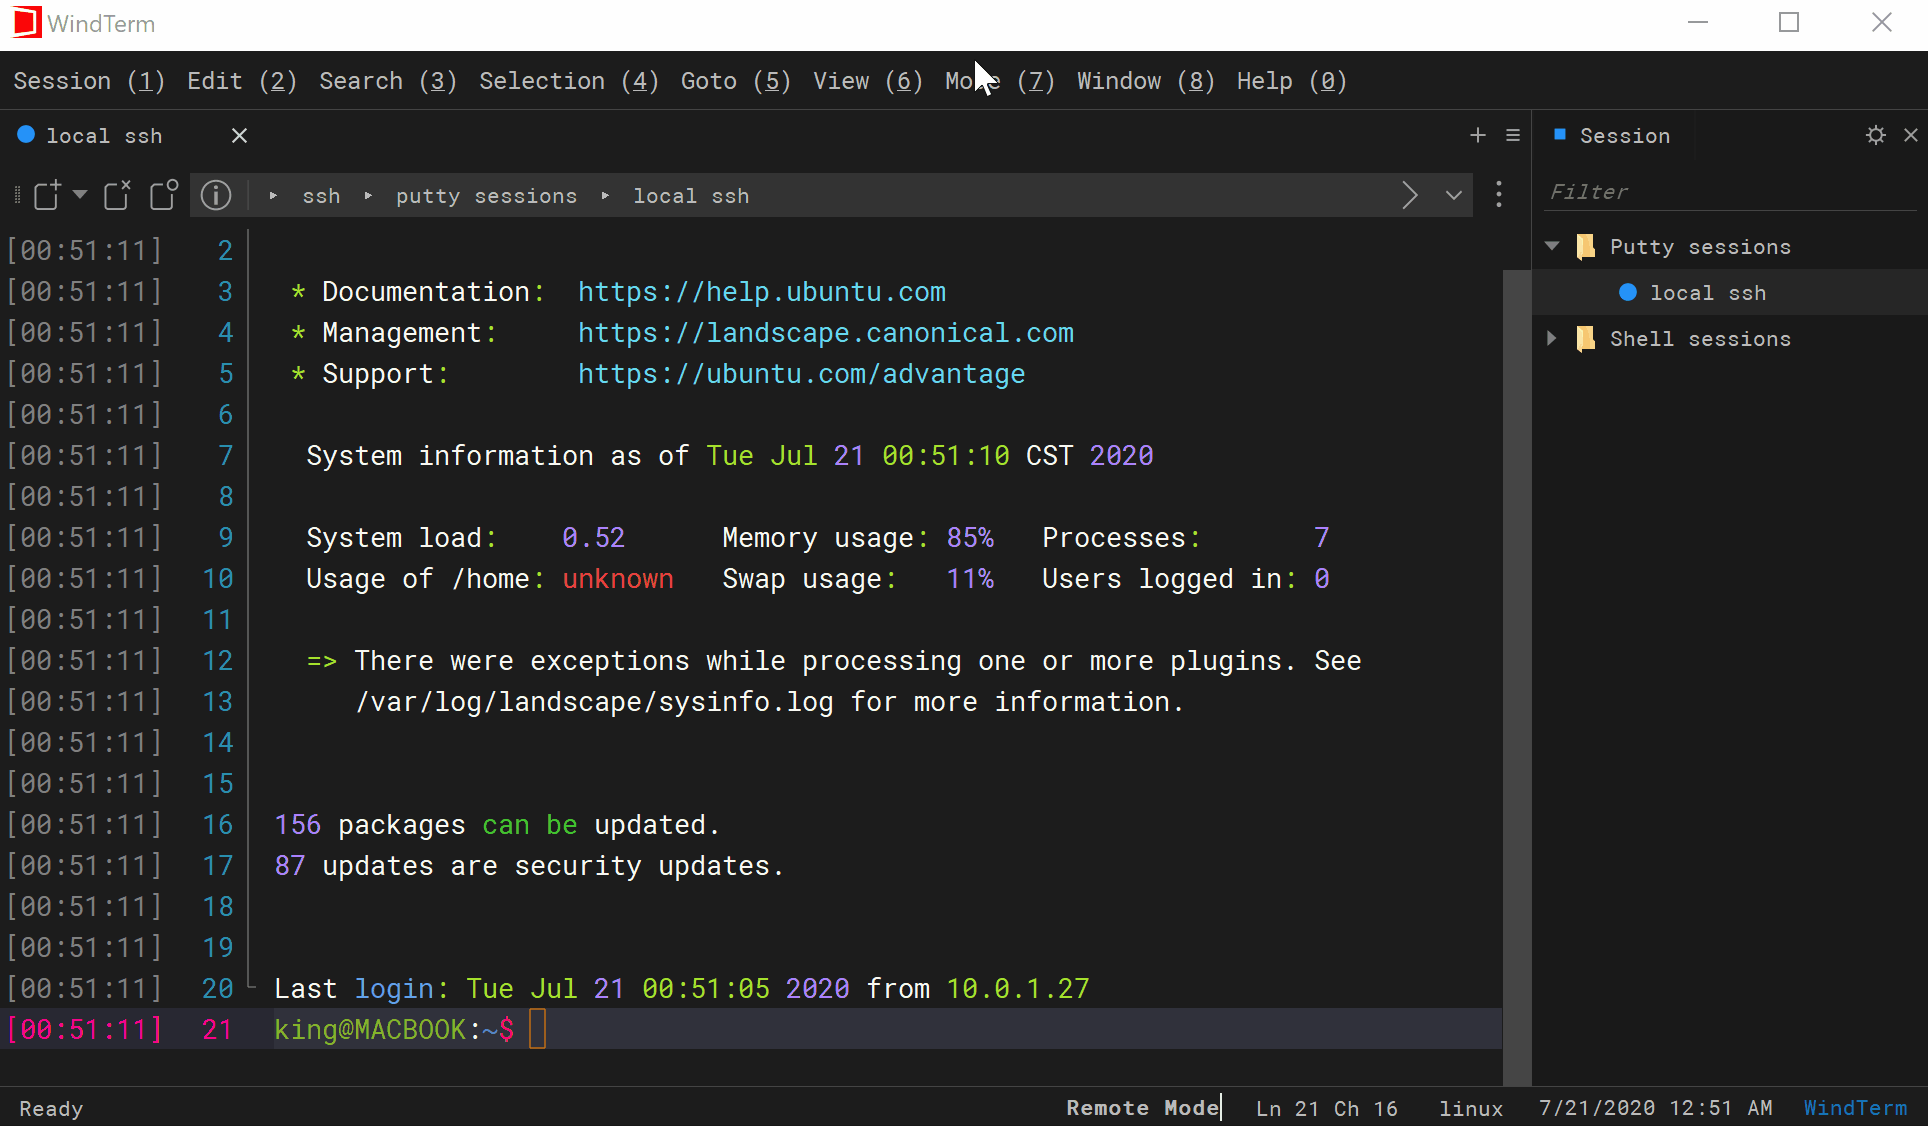 WindTerm
Session (1) Edit (2) Search (3) Selection (4) Goto (5) View (6) (7) Window (8) Help (0)
local ssh
Session
ssh putty sessions local ssh
Filter
Putty sessions
local ssh
Shell sessions
[00:51:11] 2
[00:51:11] 3 * Documentation: https://help.ubuntu.com
[00:51:11] 4 * Management: https://landscape.canonical.com
[00:51:11] 5 * Support: https://ubuntu.com/advantage
[00:51:11] 6
[00:51:11] 7 System information as of Tue Jul 21 00:51:10 CST 2020
[00:51:11] 8
[00:51:11] 9 System load: 0.52 Memory usage: 85% Processes: 7
[00:51:11] 10 Usage of /home: unknown Swap usage: 11% Users logged in: 0
[00:51:11] 11
[00:51:11] 12 => There were exceptions while processing one or more plugins. See
[00:51:11] 13 /var/log/landscape/sysinfo.log for more information.
[00:51:11] 14
[00:51:11] 15
[00:51:11] 16 156 packages can be updated.
[00:51:11] 17 87 updates are security updates.
[00:51:11] 18
[00:51:11] 19
[00:51:11] 20 Last login: Tue Jul 21 00:51:05 2020 from 10.0.1.27
[00:51:11] 21 king@MACBOOK:~$
Ready Remote Mode Ln 21 Ch 16 linux 7/21/2020 12:51 AM WindTerm